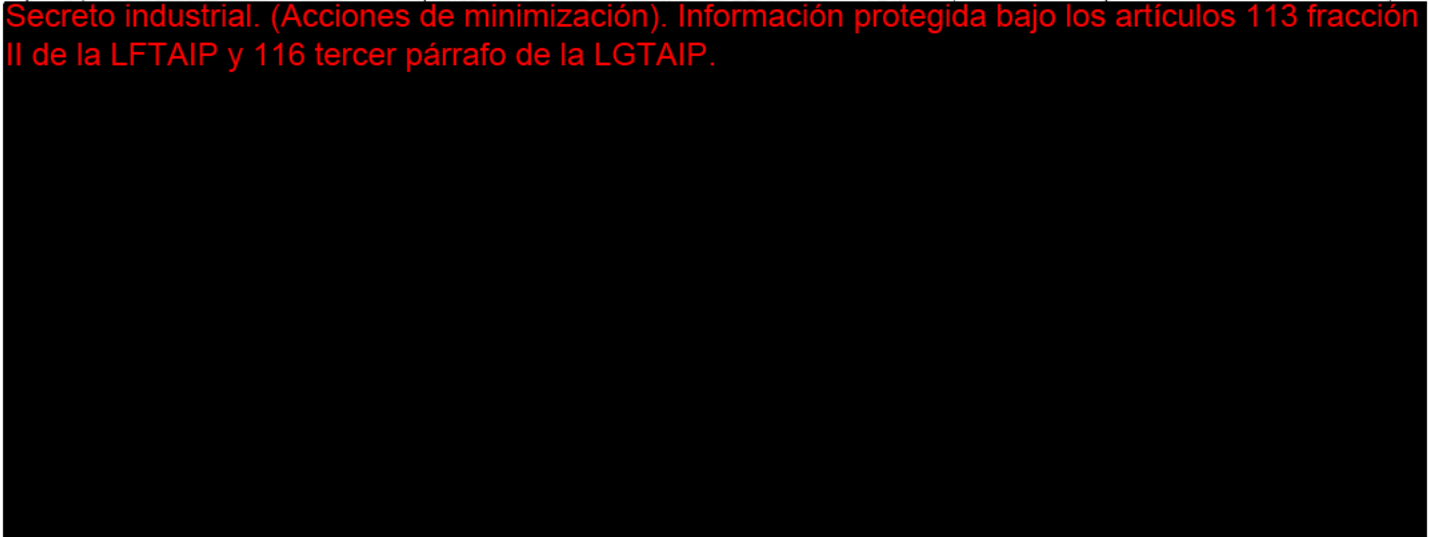 Secreto industrial. (Acciones de minimización). Información protegida bajo los artículos 113 fracción
II de la LFTAIP y 116 tercer párrafo de la LGTAIP.